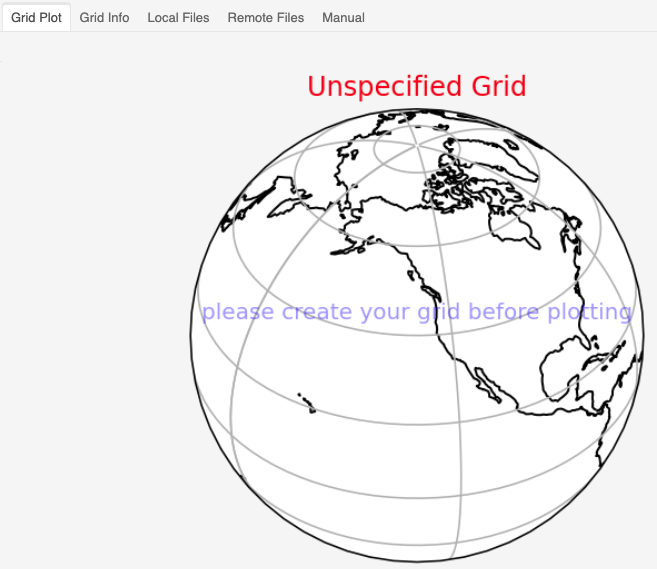 Grid Plot Grid Info Local Files Remote Files Manual
Unspecified Grid
please create your grid before plotting